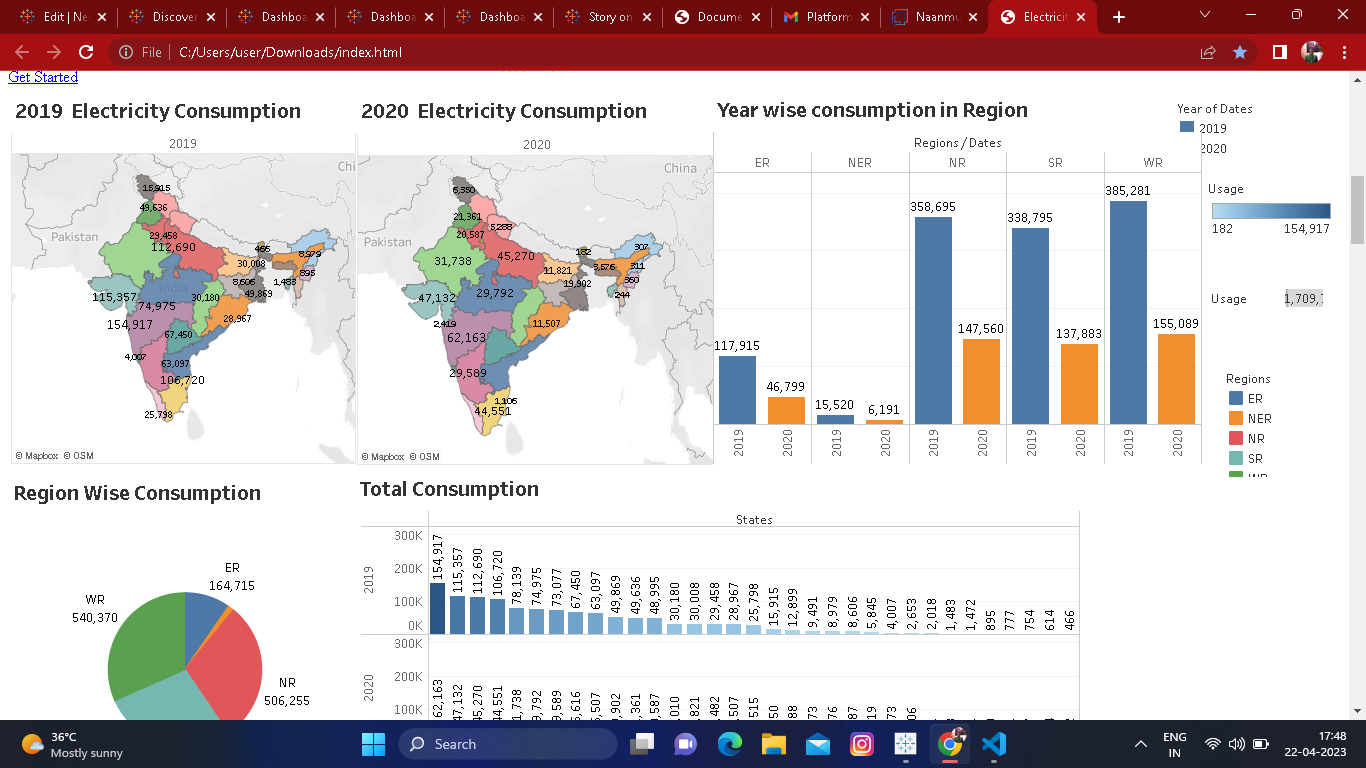 Edit | Ne
Discover
Dashboa
Dashboa
Dashboa
Story on
Docume
Platform
Naanmu
Electricit
File
C:/Users/user/Downloads/index.html
Get Started
2019 Electricity Consumption
2019
Chi
Pakistan
India
15,915
49,636
29,458
112,690
466
8,979
30,008
895
8,606
1,483
49,869
115,357
74,975
30,180
154,917
28,967
67,450
4,007
63,097
106,720
25,798
© Mapbox © OSM
2020 Electricity Consumption
2020
China
Pakistan
6,350
21,361
5,288
20,587
45,270
182
307
31,738
11,821
3,576
311
350
19,902
244
47,132
29,792
2,419
11,507
62,163
29,589
1,106
44,551
© Mapbox © OSM
Year wise consumption in Region
Regions / Dates
ER
NER
NR
SR
WR
117,915
46,799
15,520
6,191
358,695
147,560
338,795
137,883
385,281
155,089
2019
2020
2019
2020
2019
2020
2019
2020
2019
2020
Year of Dates
2019
2020
Usage
182
154,917
Usage
Regions
ER
NER
NR
SR
Region Wise Consumption
ER
164,715
WR
540,370
NR
506,255
Total Consumption
States
2019
300K
200K
100K
0K
154,917
115,357
112,690
106,720
78,139
74,975
73,077
67,450
63,097
49,869
49,636
48,995
30,180
30,008
29,458
28,967
25,798
15,915
12,899
9,491
8,979
8,606
5,845
4,007
2,653
2,018
1,483
1,472
895
777
754
614
466
2020
300K
200K
100K
62,163
47,132
36°C
Mostly sunny
Search
ENG
IN
17:48
22-04-2023